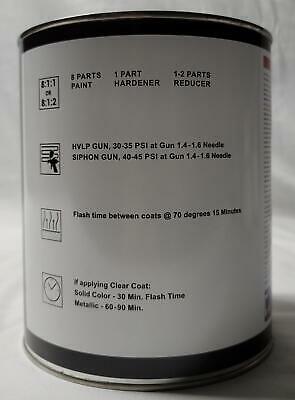 8:1:1
OR
8:1:2
8 PARTS 1 PART 1-2 PARTS
PAINT HARDENER REDUCER
HVLP GUN, 30-35 PSI at Gun 1.4-1.6 Needle
SIPHON GUN, 40-45 PSI at Gun 1.4-1.6 Needle
Flash time between coats @ 70 degrees 15 Minutes
If applying Clear Coat:
Solid Color - 30 Min. Flash Time
Metallic - 60-90 Min.